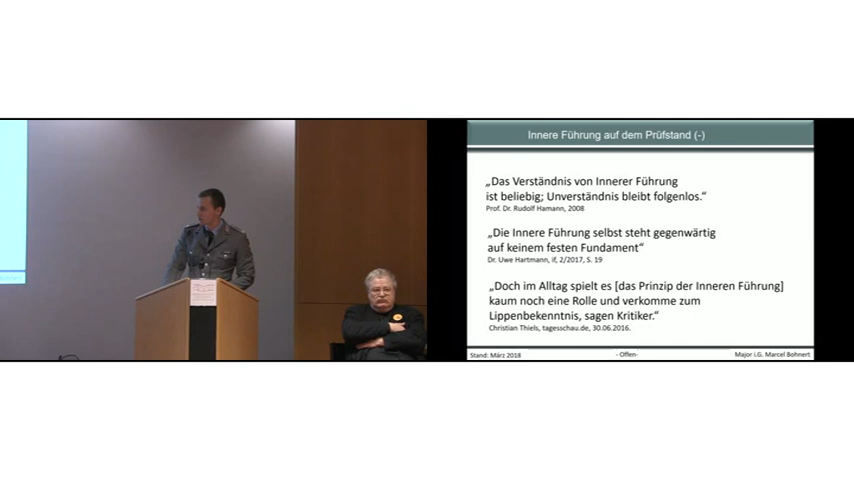 Innere Führung auf dem Prüfstand (-)
„Das Verständnis von Innerer Führung
ist beliebig; Unverständnis bleibt folgenlos.“
Prof. Dr. Rudolf Hamann, 2008
„Die Innere Führung selbst steht gegenwärtig
auf keinem festen Fundament“
Dr. Uwe Hartmann, if, 2/2017, S. 19
„Doch im Alltag spielt es [das Prinzip der Inneren Führung]
kaum noch eine Rolle und verkomme zum
Lippenbekenntnis, sagen Kritiker.“
Christian Thiels, tagesschau.de, 30.06.2016.
Stand: März 2018
- Offen-
Major i.G. Marcel Bohnert